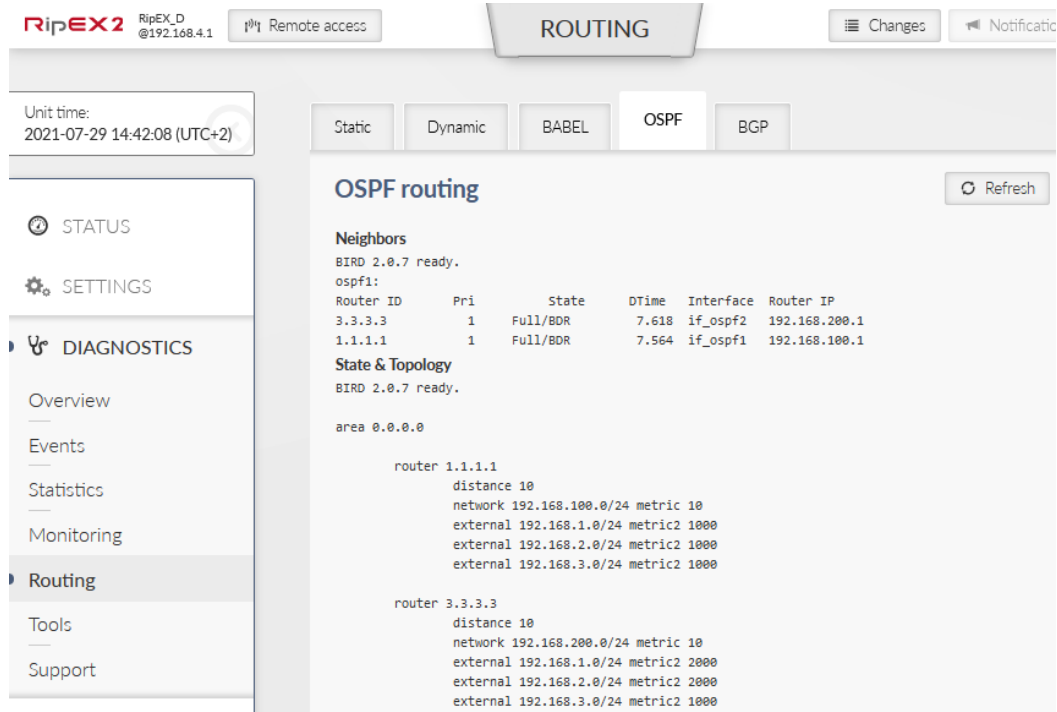 RipEX2
RipEX_D
@192.168.4.1
Remote access
ROUTING
Changes
Unit time:
2021-07-29 14:42:08 (UTC+2)
STATUS
SETTINGS
DIAGNOSTICS
Overview
Events
Statistics
Monitoring
Routing
Tools
Support
Static Dynamic BABEL OSPF BGP
OSPF routing
Refresh
Neighbors
BIRD 2.0.7 ready.
ospf1:
Router ID Pri State DTime Interface Router IP
3.3.3.3 1 Full/BDR 7.618 if_ospf2 192.168.200.1
1.1.1.1 1 Full/BDR 7.564 if_ospf1 192.168.100.1
State & Topology
BIRD 2.0.7 ready.
area 0.0.0.0
router 1.1.1.1
distance 10
network 192.168.100.0/24 metric 10
external 192.168.1.0/24 metric2 1000
external 192.168.2.0/24 metric2 1000
external 192.168.3.0/24 metric2 1000
router 3.3.3.3
distance 10
network 192.168.200.0/24 metric 10
external 192.168.1.0/24 metric2 2000
external 192.168.2.0/24 metric2 2000
external 192.168.3.0/24 metric2 1000